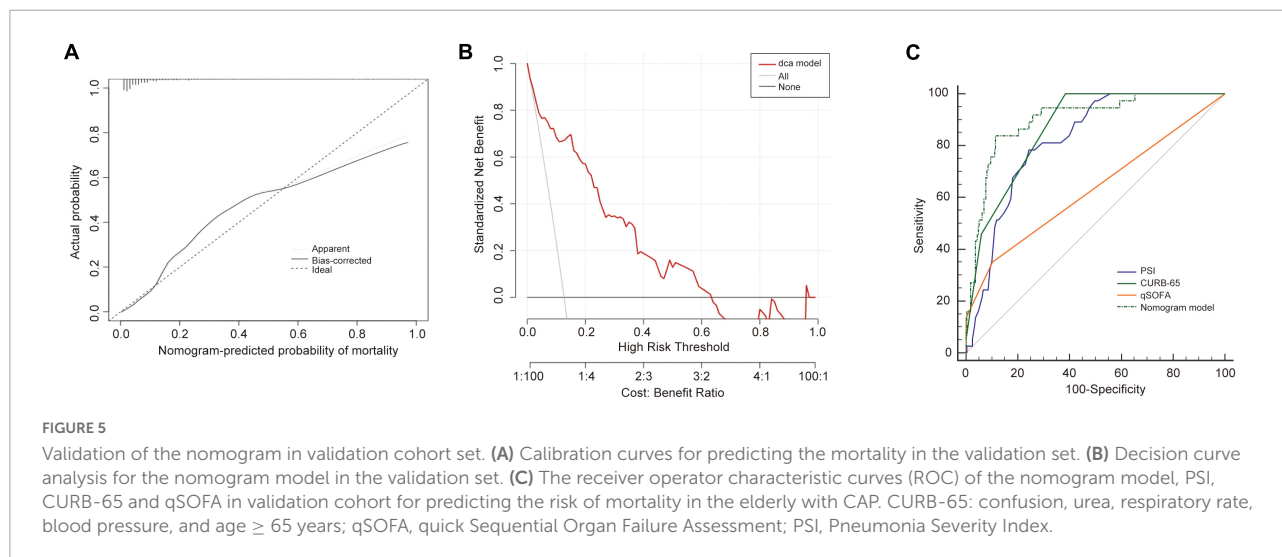 A
Actual probability
0.0
0.2
0.4
0.6
0.8
1.0
Apparent
Bias-corrected
Ideal
0.0 0.2 0.4 0.6 0.8 1.0
Nomogram-predicted probability of mortality
B
Standardized Net Benefit
1.0
0.8
0.6
0.4
0.2
0.0
dca model
All
None
0.0 0.2 0.4 0.6 0.8 1.0
High Risk Threshold
1:100 1:4 2:3 3:2 4:1 100:1
Cost: Benefit Ratio
C
Sensitivity
100
80
60
40
20
0
PSI
CURB-65
qSOFA
Nomogram model
0 20 40 60 80 100
100-Specificity
FIGURE 5
Validation of the nomogram in validation cohort set. (A) Calibration curves for predicting the mortality in the validation set. (B) Decision curve
analysis for the nomogram model in the validation set. (C) The receiver operator characteristic curves (ROC) of the nomogram model, PSI,
CURB-65 and qSOFA in validation cohort for predicting the risk of mortality in the elderly with CAP. CURB-65: confusion, urea, respiratory rate,
blood pressure, and age ≥ 65 years; qSOFA, quick Sequential Organ Failure Assessment; PSI, Pneumonia Severity Index.